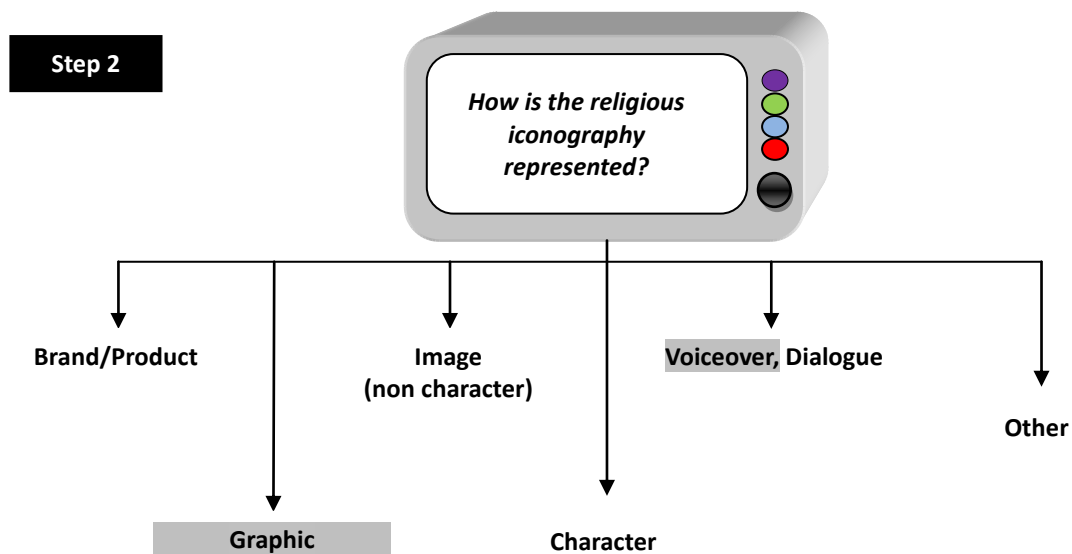 Step 2
How is the religious
iconography
represented?
Brand/Product
Image
(non character)
Voiceover, Dialogue
Other
Graphic
Character